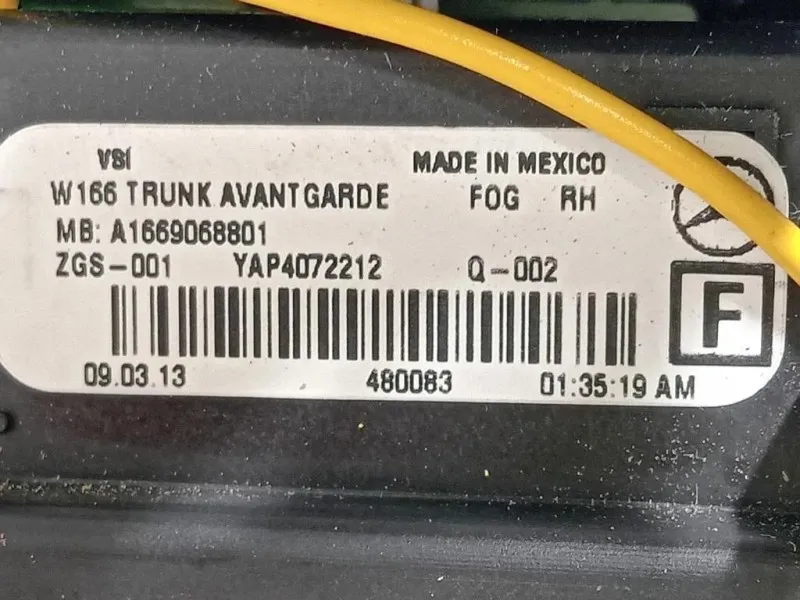 VSI MADE IN MEXICO
W166 TRUNK AVANTGARDE FOG RH
MB: A1669068801
ZGS-001 YAP4072212 Q-002
F
09.03.13 480083 01:35:19 AM